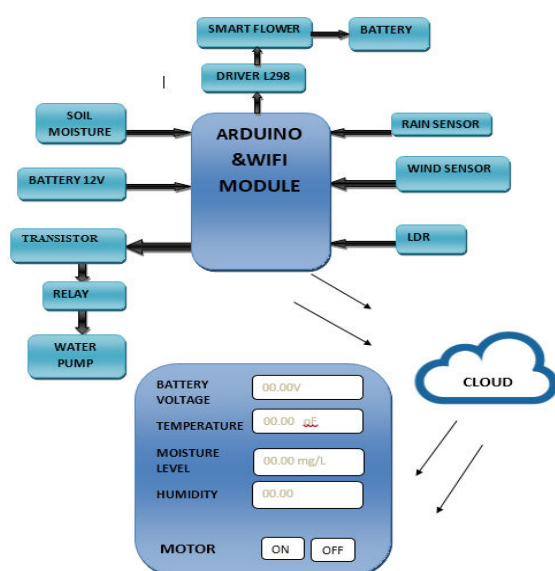 SMART FLOWER
BATTERY
DRIVER L298
SOIL
MOISTURE
ARDUINO
&WIFI
MODULE
RAIN SENSOR
BATTERY 12V
WIND SENSOR
TRANSISTOR
LDR
RELAY
WATER
PUMP
CLOUD
BATTERY
VOLTAGE
00.00V
TEMPERATURE
00.00 oF
MOISTURE
LEVEL
00.00 mg/L
HUMIDITY
00.00
MOTOR
ON
OFF